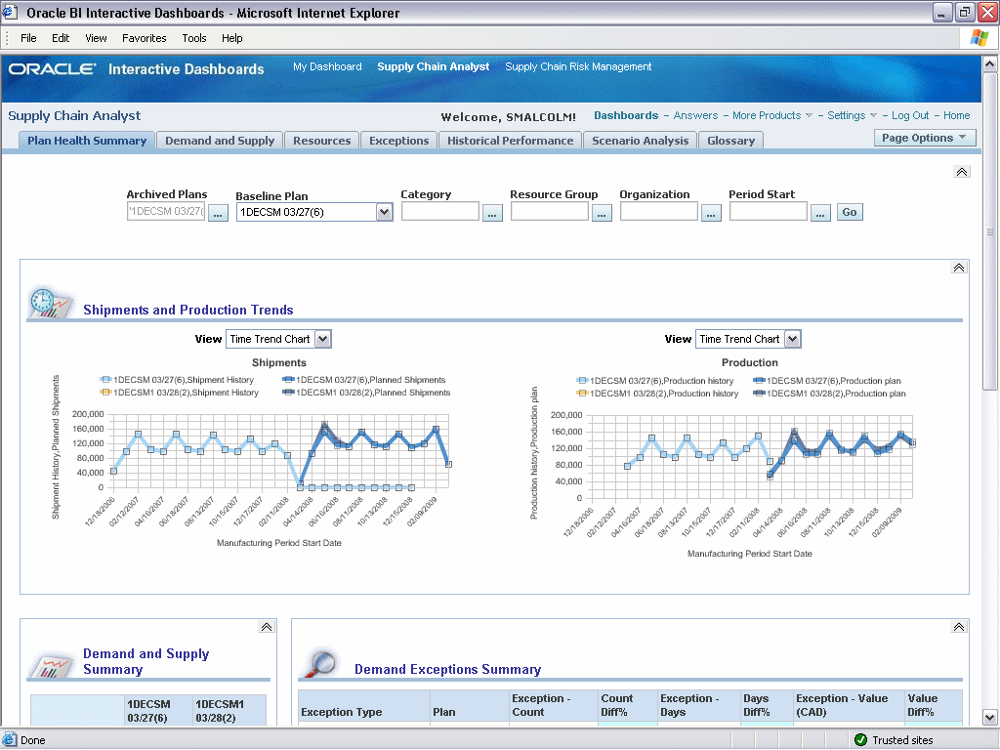 Oracle BI Interactive Dashboards - Microsoft Internet Explorer
File Edit View Favorites Tools Help
ORACLE Interactive Dashboards My Dashboard Supply Chain Analyst Supply Chain Risk Management
Supply Chain Analyst Welcome, SMALCOLM! Dashboards - Answers - More Products - Settings - Log Out - Home
Plan Health Summary Demand and Supply Resources Exceptions Historical Performance Scenario Analysis Glossary Page Options
Archived Plans Baseline Plan Category Resource Group Organization Period Start
'1DECSM 03/27( ... 1DECSM 03/27(6) ... ... ... ... Go
Shipments and Production Trends
View Time Trend Chart
Shipments
1DECSM 03/27(6),Shipment History 1DECSM 03/27(6),Planned Shipments
1DECSM1 03/28(2),Shipment History 1DECSM1 03/28(2),Planned Shipments
Shipment History,Planned Shipments
200,000
160,000
120,000
80,000
40,000
0
12/18/2006 02/12/2007 04/16/2007 06/18/2007 08/13/2007 10/15/2007 12/17/2007 02/11/2008 04/14/2008 06/16/2008 08/11/2008 10/13/2008 12/15/2008 02/09/2009
Manufacturing Period Start Date
View Time Trend Chart
Production
1DECSM 03/27(6),Production history 1DECSM 03/27(6),Production plan
1DECSM1 03/28(2),Production history 1DECSM1 03/28(2),Production plan
Production history,Production plan
200,000
160,000
120,000
80,000
40,000
0
12/18/2006 02/12/2007 04/16/2007 06/18/2007 08/13/2007 10/15/2007 12/17/2007 02/11/2008 04/14/2008 06/16/2008 08/11/2008 10/13/2008 12/15/2008 02/09/2009
Manufacturing Period Start Date
Demand and Supply
Summary
1DECSM 1DECSM1
03/27(6) 03/28(2)
Demand Exceptions Summary
Exception Type Plan Exception - Count Count Diff% Exception - Days Days Diff% Exception - Value (CAD) Value Diff%
Done Trusted sites